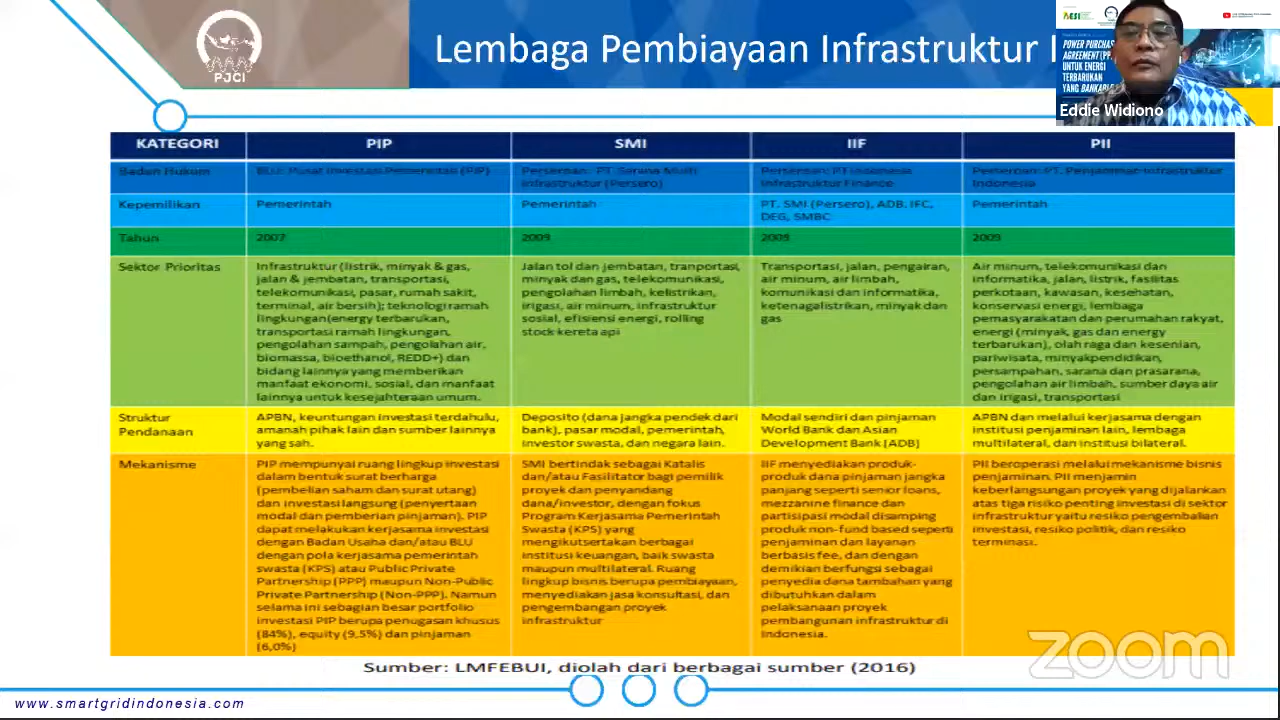 PJCI
Lembaga Pembiayaan Infrastruktur
POWER PURCHAS
AGREEMENT (PP
UNTUK ENERGI
TERBARUKAN
YANG BANKABL
Eddie Widiono
KATEGORI PIP SMI IIF PII
Badan Hukum
BLU: Pusat Investasi Pemerintah (PIP)
Perseroan: PT. Sarana Multi
Infrastruktur (Persero)
Perseroan: PT Indonesia
Infrastruktur Finance
Perseroan: PT. Penjaminan Infrastruktur
Indonesia
Kepemilikan
Pemerintah
Pemerintah
PT. SMI (Persero), ADB. IFC,
DEG, SMBC
Pemerintah
Tahun
2007
2009
2009
2009
Sektor Prioritas
Infrastruktur (listrik, minyak & gas,
jalan & jembatan, transportasi,
telekomunikasi, pasar, rumah sakit,
terminal, air bersih); teknologi ramah
lingkungan(energy terbarukan,
transportasi ramah lingkungan,
pengolahan sampah, pengolahan air,
biomassa, bioethanol, REDD+) dan
bidang lainnya yang memberikan
manfaat ekonomi, sosial, dan manfaat
lainnya untuk kesejahteraan umum.
Jalan tol dan jembatan, tranportasi,
minyak dan gas, telekomunikasi,
pengolahan limbah, kelistrikan,
irigasi, air minum, infrastruktur
sosial, efisiensi energi, rolling
stock kereta api
Transportasi, jalan, pengairan,
air minum, air limbah,
komunikasi dan informatika,
ketenagalistrikan, minyak dan
gas
Air minum, telekomunikasi dan
informatika, jalan, listrik, fasilitas
perkotaan, kawasan, kesehatan,
konservasi energi, lembaga
pemasyarakatan dan perumahan rakyat,
energi (minyak, gas dan energy
terbarukan), olah raga dan kesenian,
pariwisata, minyakpendidikan,
persampahan, sarana dan prasarana,
pengolahan air limbah, sumber daya air
dan irigasi, transportasi
Struktur
Pendanaan
APBN, keuntungan investasi terdahulu,
amanah pihak lain dan sumber lainnya
yang sah.
Deposito (dana jangka pendek dari
bank), pasar modal, pemerintah,
investor swasta, dan negara lain.
Modal sendiri dan pinjaman
World Bank dan Asian
Development Bank (ADB)
APBN dan melalui kerjasama dengan
institusi penjaminan lain, lembaga
multilateral, dan institusi bilateral.
Mekanisme
PIP mempunyai ruang lingkup investasi
dalam bentuk surat berharga
(pembelian saham dan surat utang)
dan investasi langsung (penyertaan
modal dan pemberian pinjaman). PIP
dapat melakukan kerjasama investasi
dengan Badan Usaha dan/atau BLU
dengan pola kerjasama pemerintah
swasta (KPS) atau Public Private
Partnership (PPP) maupun Non-Public
Private Partnership (Non-PPP). Namun
selama ini sebagian besar portfolio
investasi PIP berupa penugasan khusus
(84%), equity (9,5%) dan pinjaman
(6,0%)
SMI bertindak sebagai Katalis
dan/atau Fasilitator bagi pemilik
proyek dan penyandang
dana/investor, dengan fokus
Program Kerjasama Pemerintah
Swasta (KPS) yang
mengikutsertakan berbagai
institusi keuangan, baik swasta
maupun multilateral. Ruang
lingkup bisnis berupa pembiayaan,
menyediakan jasa konsultasi, dan
pengembangan proyek
infrastruktur
IIF menyediakan produk-
produk dana pinjaman jangka
panjang seperti senior loans,
mezzanine finance dan
partisipasi modal disamping
produk non-fund based seperti
penjaminan dan layanan
berbasis fee, dan dengan
demikian berfungsi sebagai
penyedia dana tambahan yang
dibutuhkan dalam
pelaksanaan proyek
pembangunan infrastruktur di
Indonesia.
PII beroperasi melalui mekanisme bisnis
penjaminan. PII menjamin
keberlangsungan proyek yang dijalankan
atas tiga risiko penting investasi di sektor
infrastruktur yaitu resiko pengembalian
investasi, resiko politik, dan resiko
terminasi.
Sumber: LMFEBUI, diolah dari berbagai sumber (2016)
zoom
www.smartgridindonesia.com